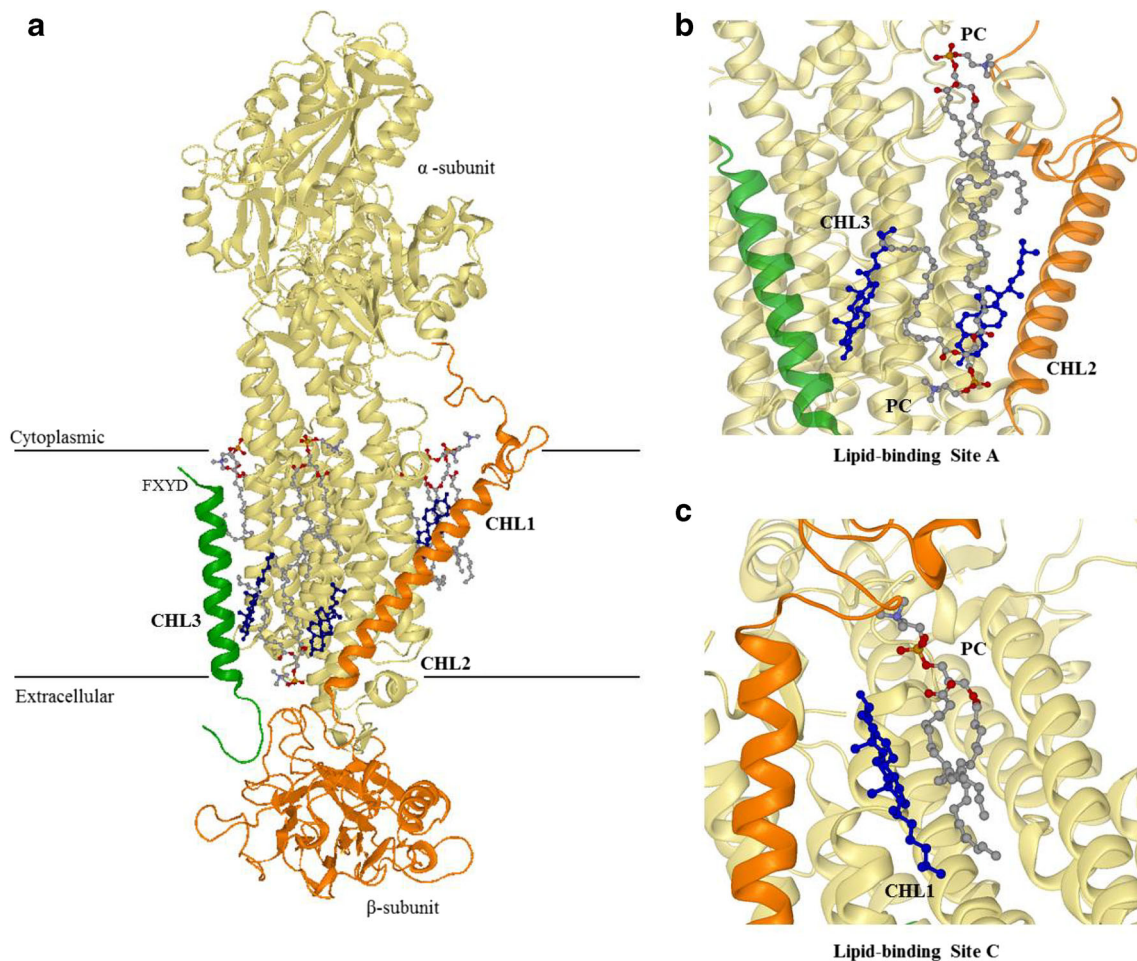 a
α -subunit
Cytoplasmic
FXYD
CHL1
CHL3
CHL2
Extracellular
β-subunit
b
PC
CHL3
CHL2
PC
Lipid-binding Site A
c
PC
CHL1
Lipid-binding Site C